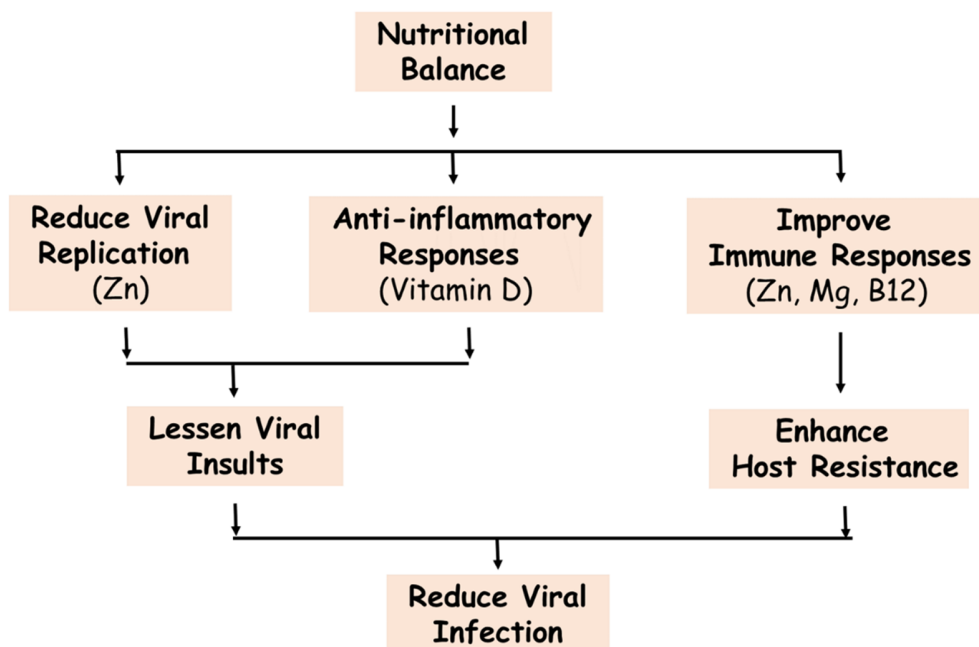 Nutritional
Balance
Reduce Viral
Replication
(Zn)
Anti-inflammatory
Responses
(Vitamin D)
Improve
Immune Responses
(Zn, Mg, B12)
Lessen Viral
Insults
Enhance
Host Resistance
Reduce Viral
Infection